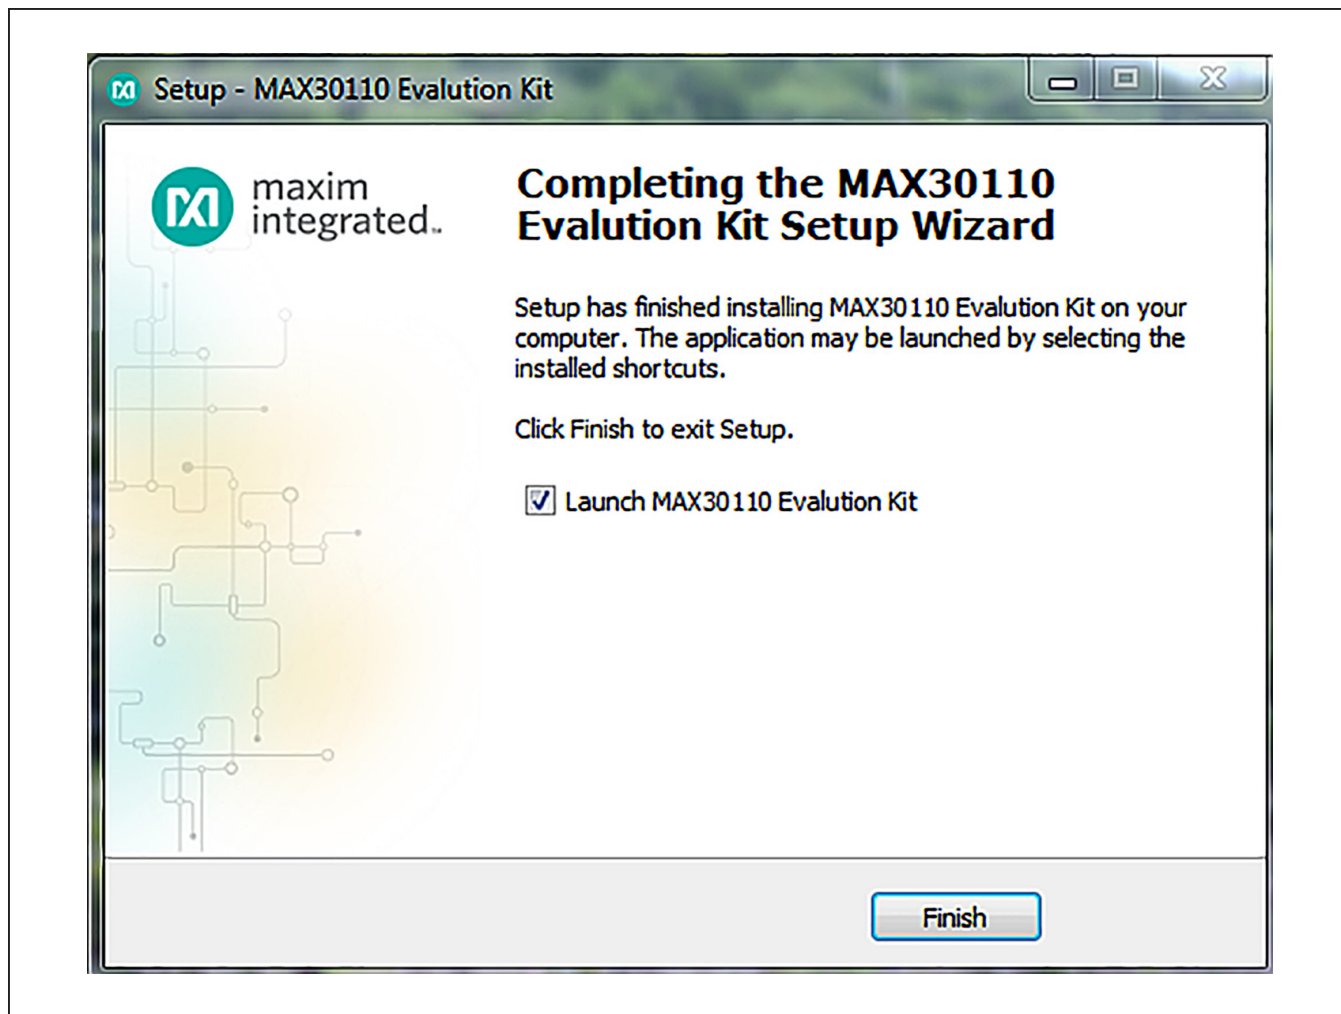 Setup - MAX30110 Evalution Kit
maxim
integrated™
Completing the MAX30110
Evalution Kit Setup Wizard
Setup has finished installing MAX30110 Evalution Kit on your
computer. The application may be launched by selecting the
installed shortcuts.
Click Finish to exit Setup.
Launch MAX30110 Evalution Kit
Finish